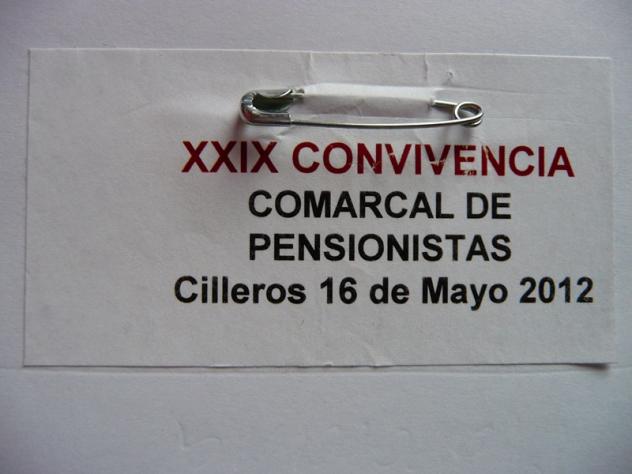 XXIX CONVIVENCIA
COMARCAL DE
PENSIONISTAS
Cilleros 16 de Mayo 2012